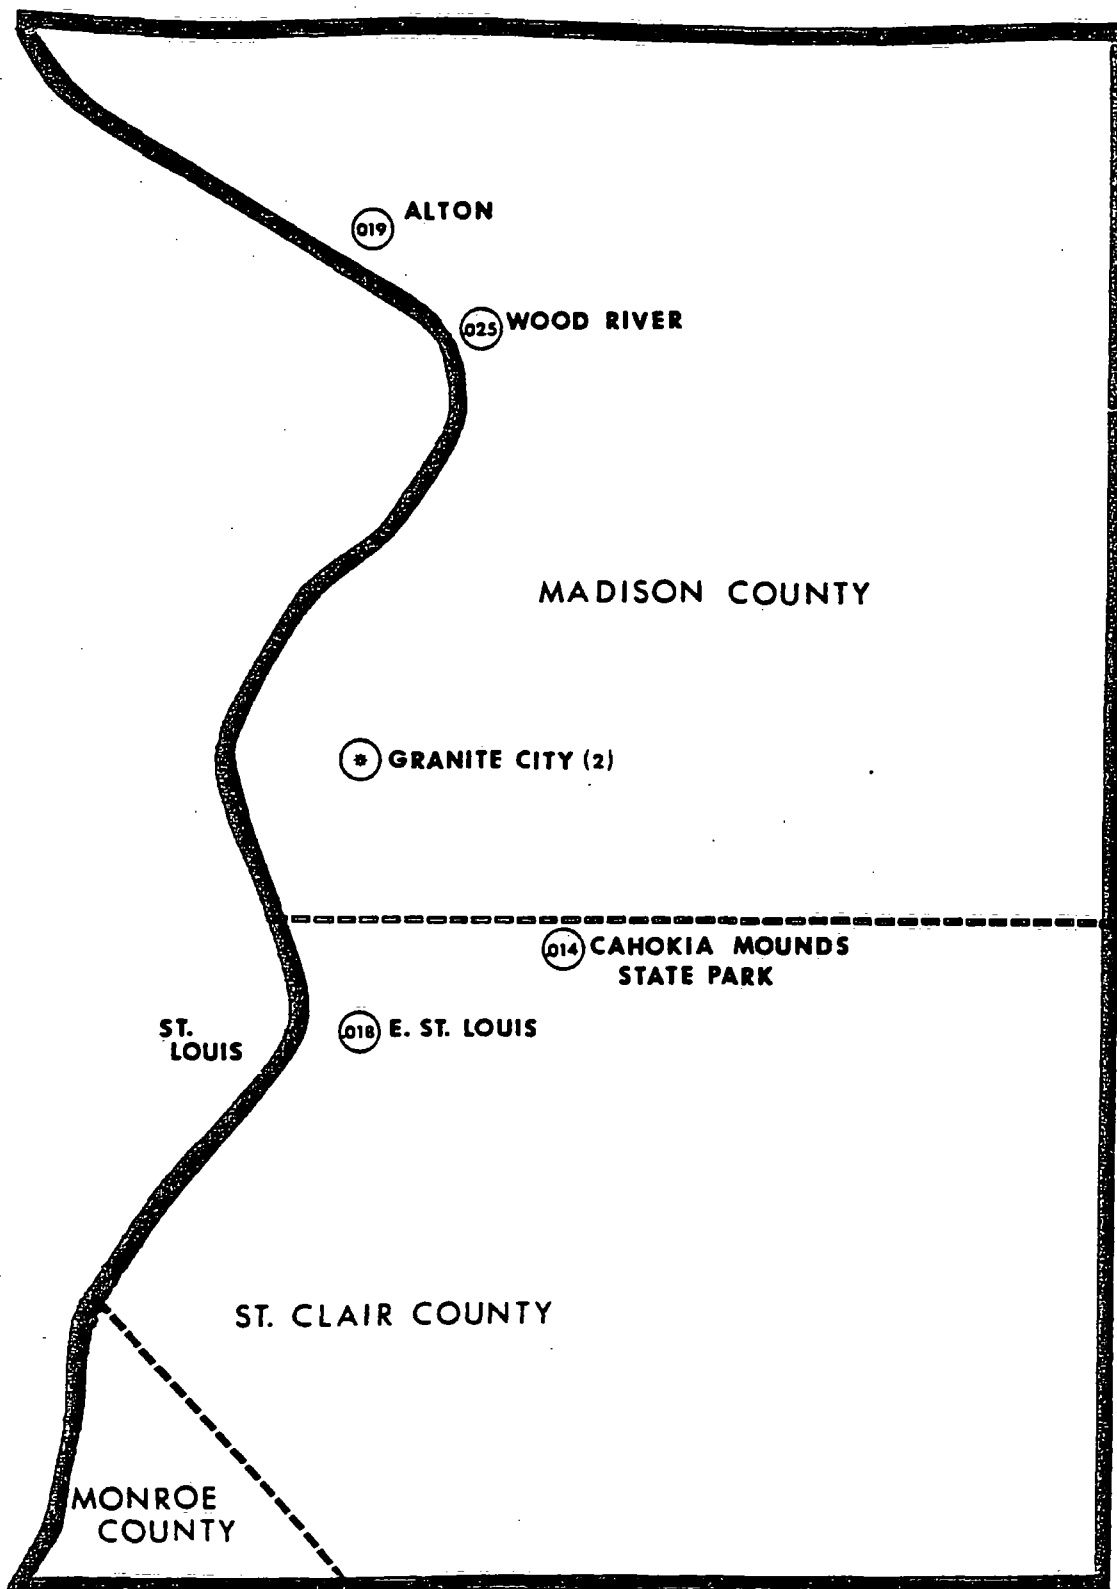 ALTON
.019
.025 WOOD RIVER
MADISON COUNTY
* GRANITE CITY (2)
.014 CAHOKIA MOUNDS
STATE PARK
ST.
LOUIS
.018 E. ST. LOUIS
ST. CLAIR COUNTY
MONROE
COUNTY